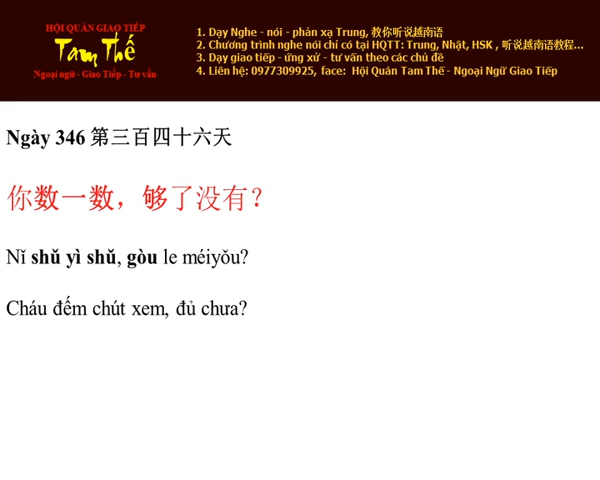 HỘI QUÁN GIAO TIẾP
Tam Thế
Ngoại ngữ - Giao Tiếp - Tư vấn
1. Dạy Nghe - nói - phản xạ Trung, 教你听说越南语
2. Chương trình nghe nói chỉ có tại HQTT: Trung, Nhật, HSK , 听说越南语教程...
3. Dạy giao tiếp - ứng xử - tư vấn theo các chủ đề
4. Liên hệ: 0977309925, face: Hội Quán Tam Thế - Ngoại Ngữ Giao Tiếp
Ngày 346 第三百四十六天
你数一数，够了没有？
Nǐ shǔ yì shǔ, gòu le méiyǒu?
Cháu đếm chút xem, đủ chưa?